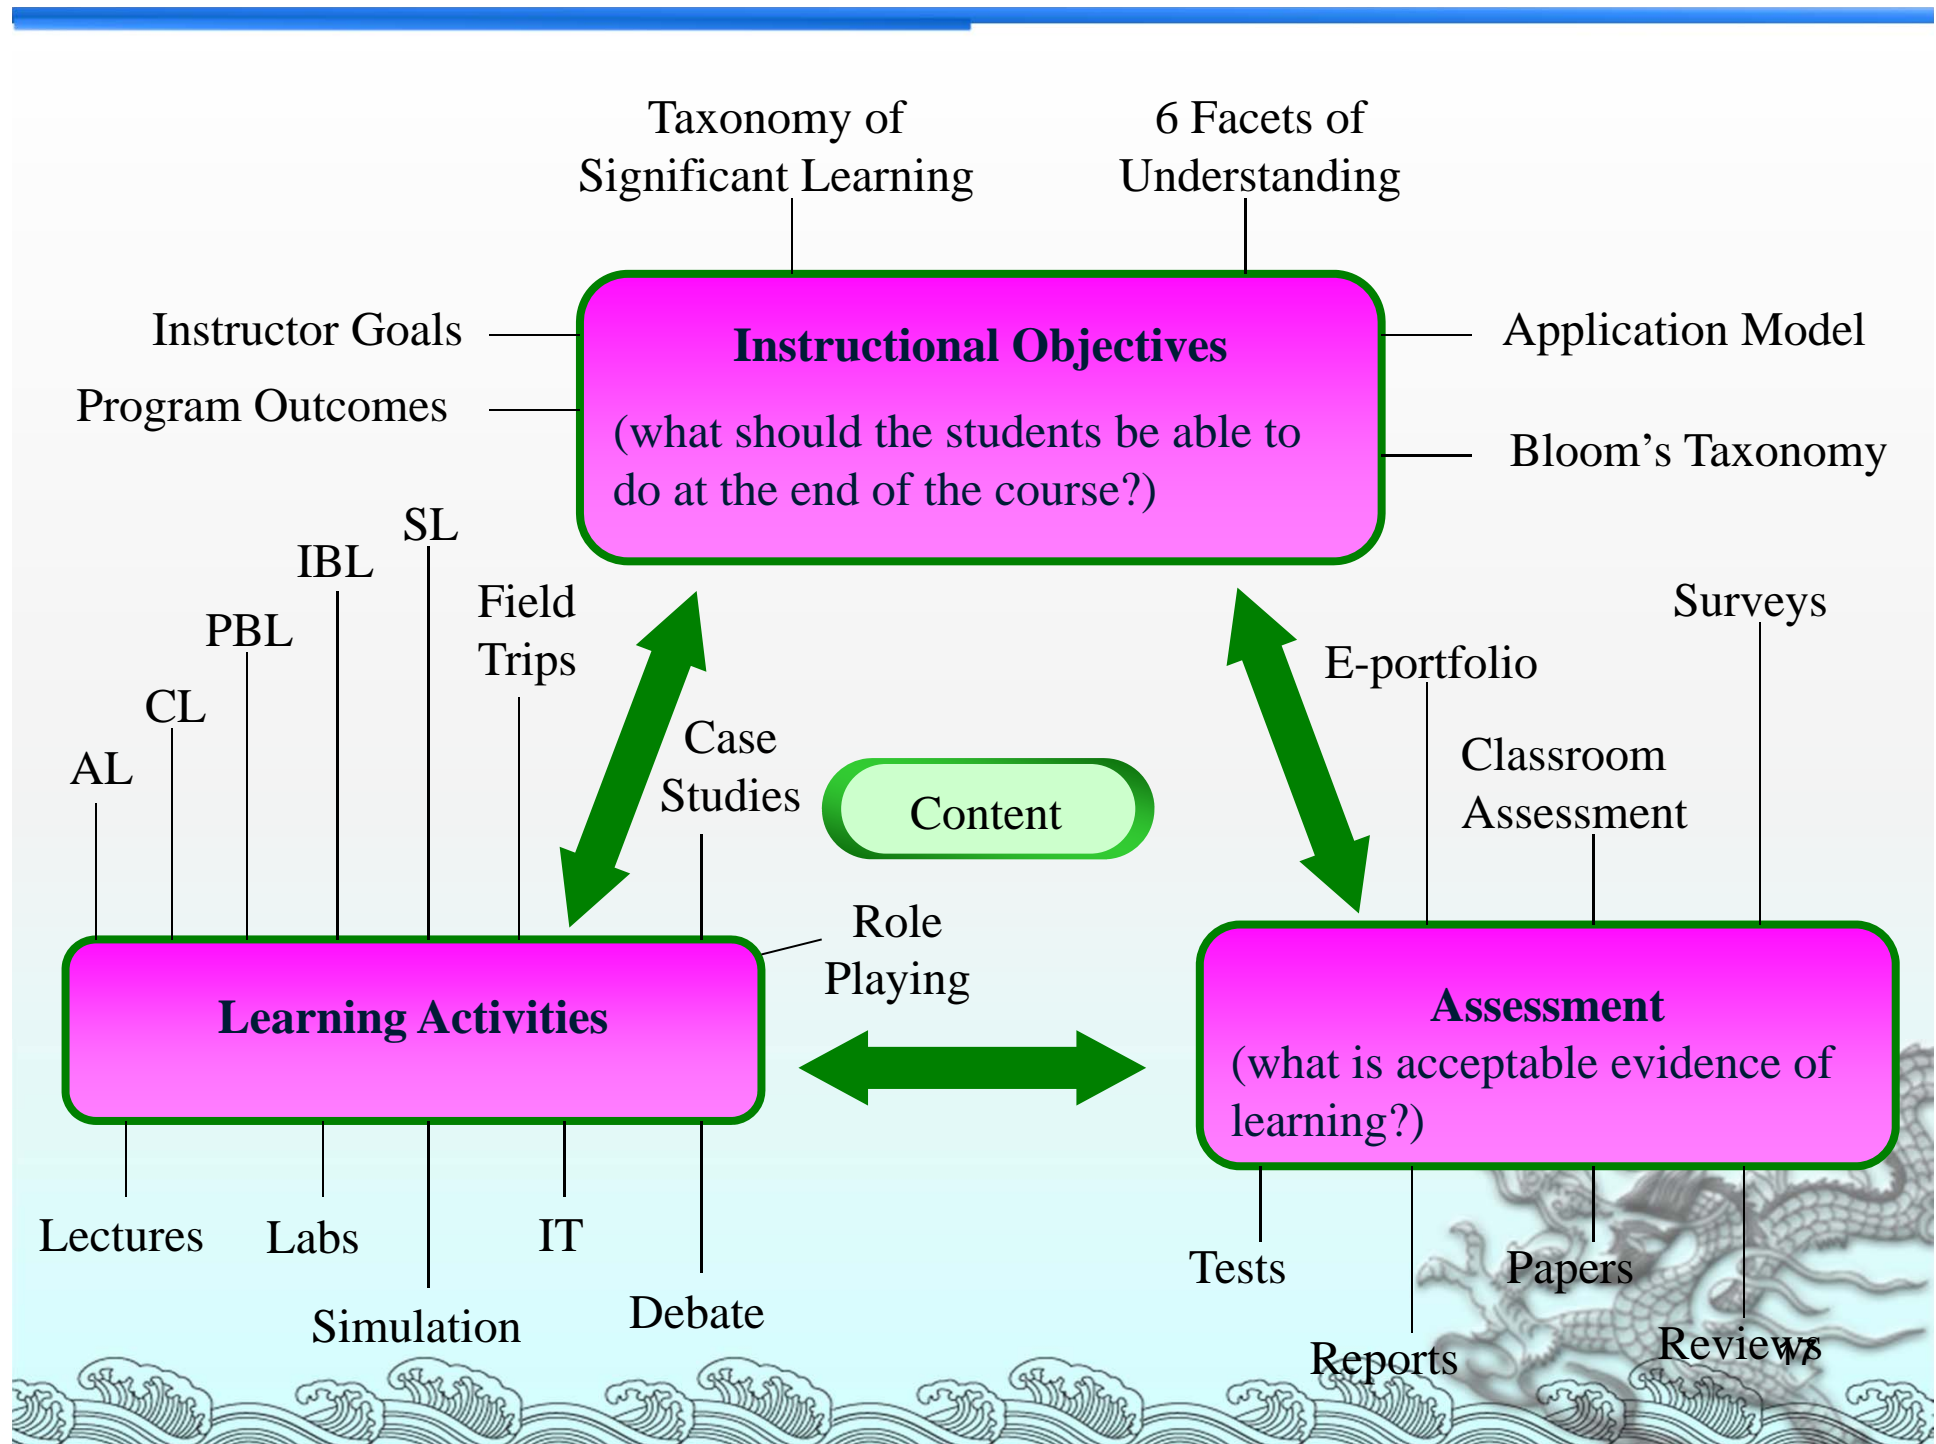 Taxonomy of
Significant Learning
6 Facets of
Understanding
Instructor Goals
Program Outcomes
Instructional Objectives
(what should the students be able to
do at the end of the course?)
Application Model
Bloom’s Taxonomy
SL
IBL
PBL
CL
AL
Field
Trips
Case
Studies
Content
Role
Playing
Surveys
E-portfolio
Classroom
Assessment
Learning Activities
Assessment
(what is acceptable evidence of
learning?)
Lectures
Labs
Simulation
IT
Debate
Tests
Reports
Papers
Reviews
17